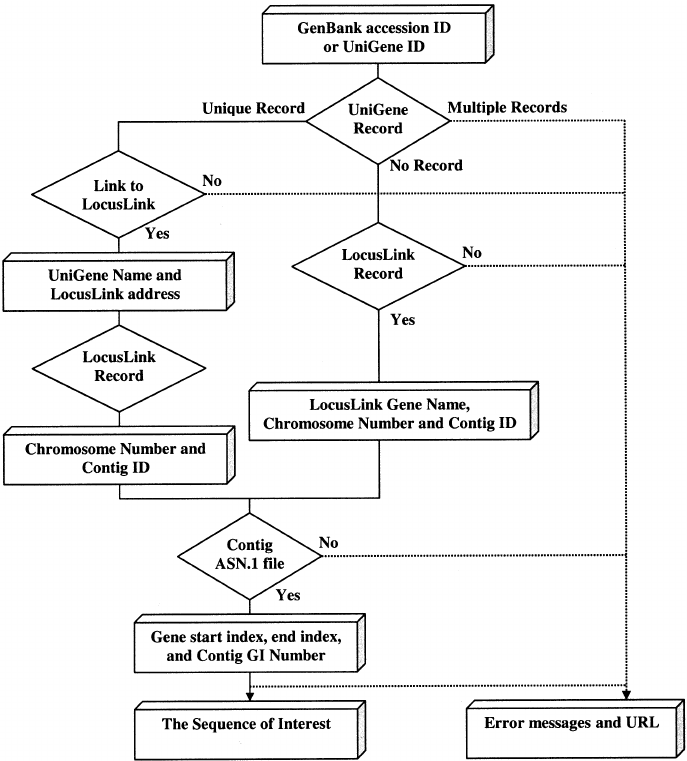 GenBank accession ID
or UniGene ID
Unique Record
UniGene
Record
Multiple Records
No Record
Link to
LocusLink
No
Yes
LocusLink
Record
No
Yes
UniGene Name and
LocusLink address
LocusLink
Record
LocusLink Gene Name,
Chromosome Number and Contig ID
Chromosome Number and
Contig ID
Contig
ASN.1 file
No
Yes
Gene start index, end index,
and Contig GI Number
The Sequence of Interest
Error messages and URL